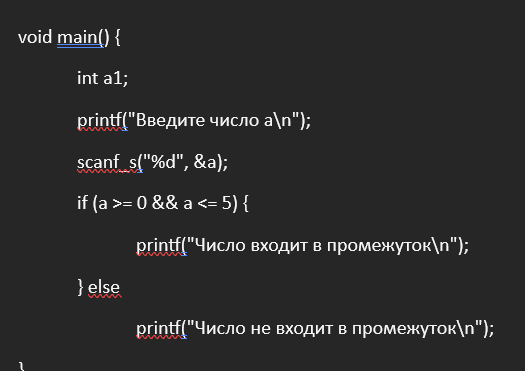 void main() {
int a1;
printf("Введите число a\n");
scanf_s("%d", &a);
if (a >= 0 && a <= 5) {
printf("Число входит в промежуток\n");
} else
printf("Число не входит в промежуток\n");
}